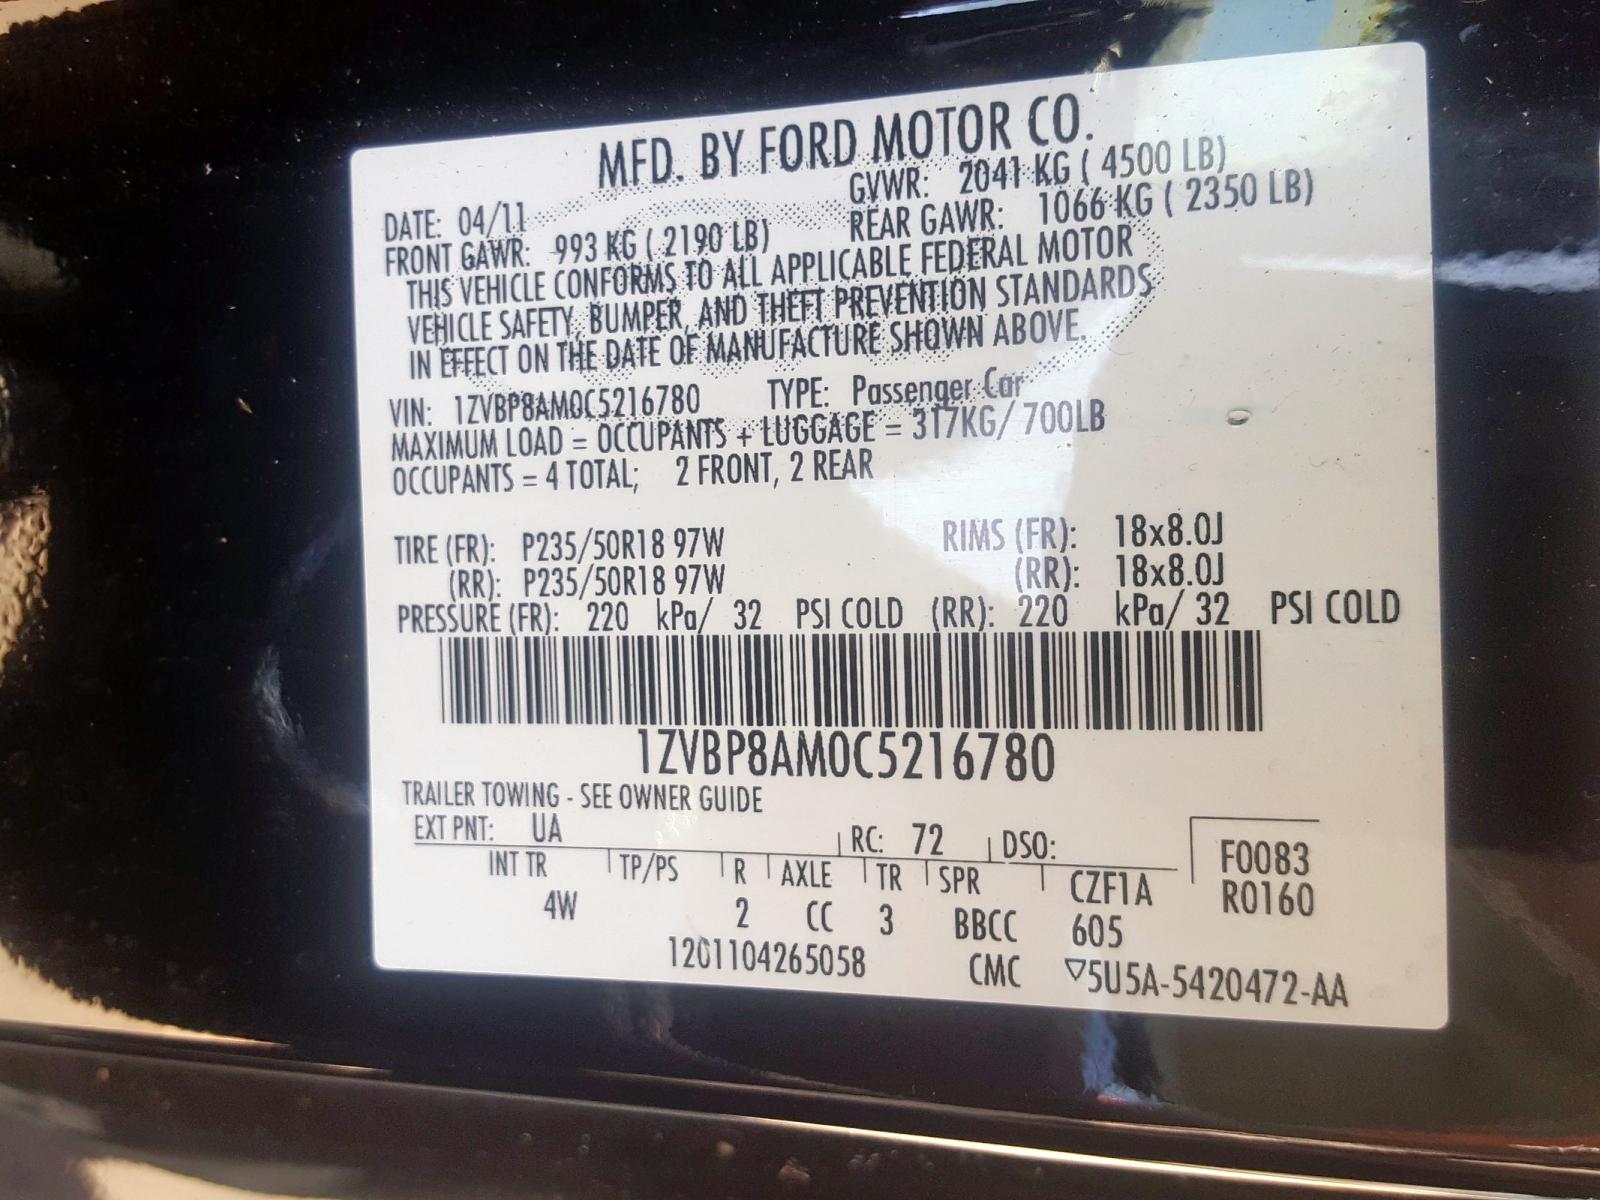 MFD. BY FORD MOTOR CO.
DATE: 04/11 GVWR: 2041 KG ( 4500 LB)
FRONT GAWR: 993 KG ( 2190 LB) REAR GAWR: 1066 KG ( 2350 LB)
THIS VEHICLE CONFORMS TO ALL APPLICABLE FEDERAL MOTOR
VEHICLE SAFETY, BUMPER, AND THEFT PREVENTION STANDARDS
IN EFFECT ON THE DATE OF MANUFACTURE SHOWN ABOVE.
VIN: 1ZVBP8AM0C5216780 TYPE: Passenger Car
MAXIMUM LOAD = OCCUPANTS + LUGGAGE = 317KG/ 700LB
OCCUPANTS = 4 TOTAL; 2 FRONT, 2 REAR
TIRE (FR): P235/50R18 97W RIMS (FR): 18x8.0J
(RR): P235/50R18 97W (RR): 18x8.0J
PRESSURE (FR): 220 kPa/ 32 PSI COLD (RR): 220 kPa/ 32 PSI COLD
1ZVBP8AM0C5216780
TRAILER TOWING - SEE OWNER GUIDE
EXT PNT: UA RC: 72 DSO: F0083
INT TR TP/PS R AXLE TR SPR CZF1A R0160
4W 2 CC 3 BBCC 605
1201104265058 CMC ▽5U5A-5420472-AA